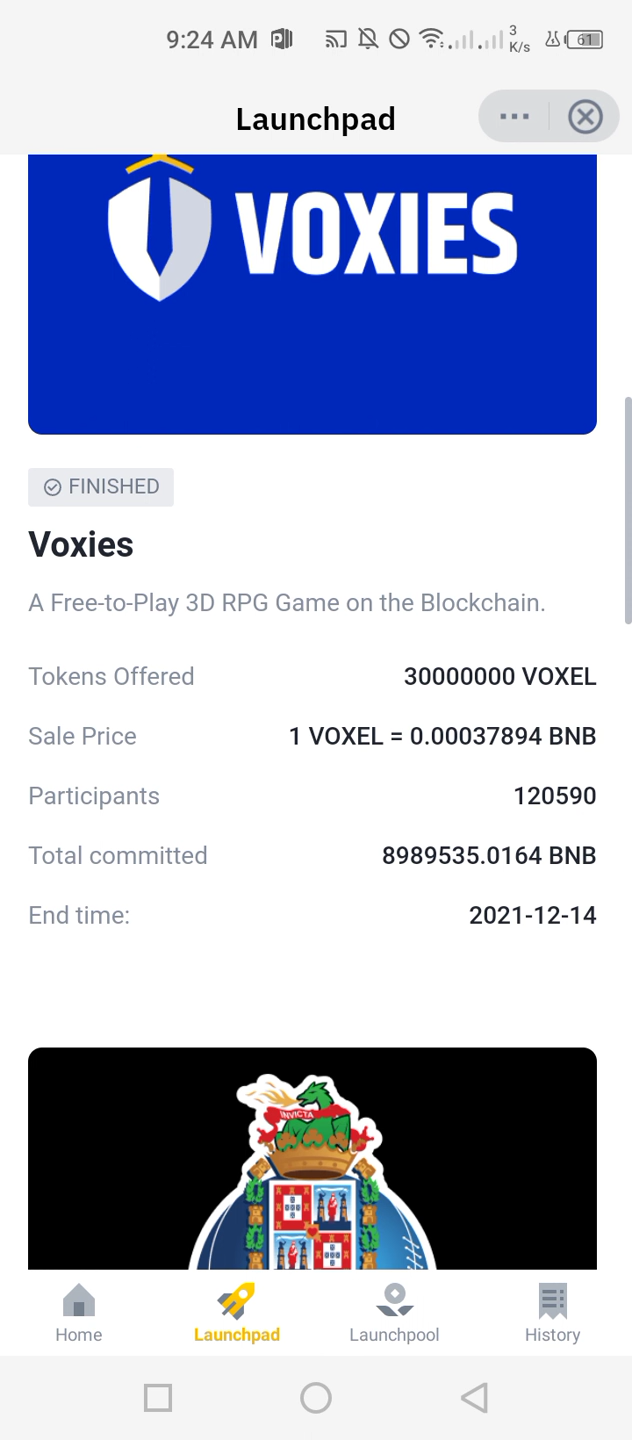 9:24 AM
3
K/s
61
Launchpad
VOXIES
FINISHED
Voxies
A Free-to-Play 3D RPG Game on the Blockchain.
Tokens Offered 30000000 VOXEL
Sale Price 1 VOXEL = 0.00037894 BNB
Participants 120590
Total committed 8989535.0164 BNB
End time: 2021-12-14
INVICTA
Home Launchpad Launchpool History